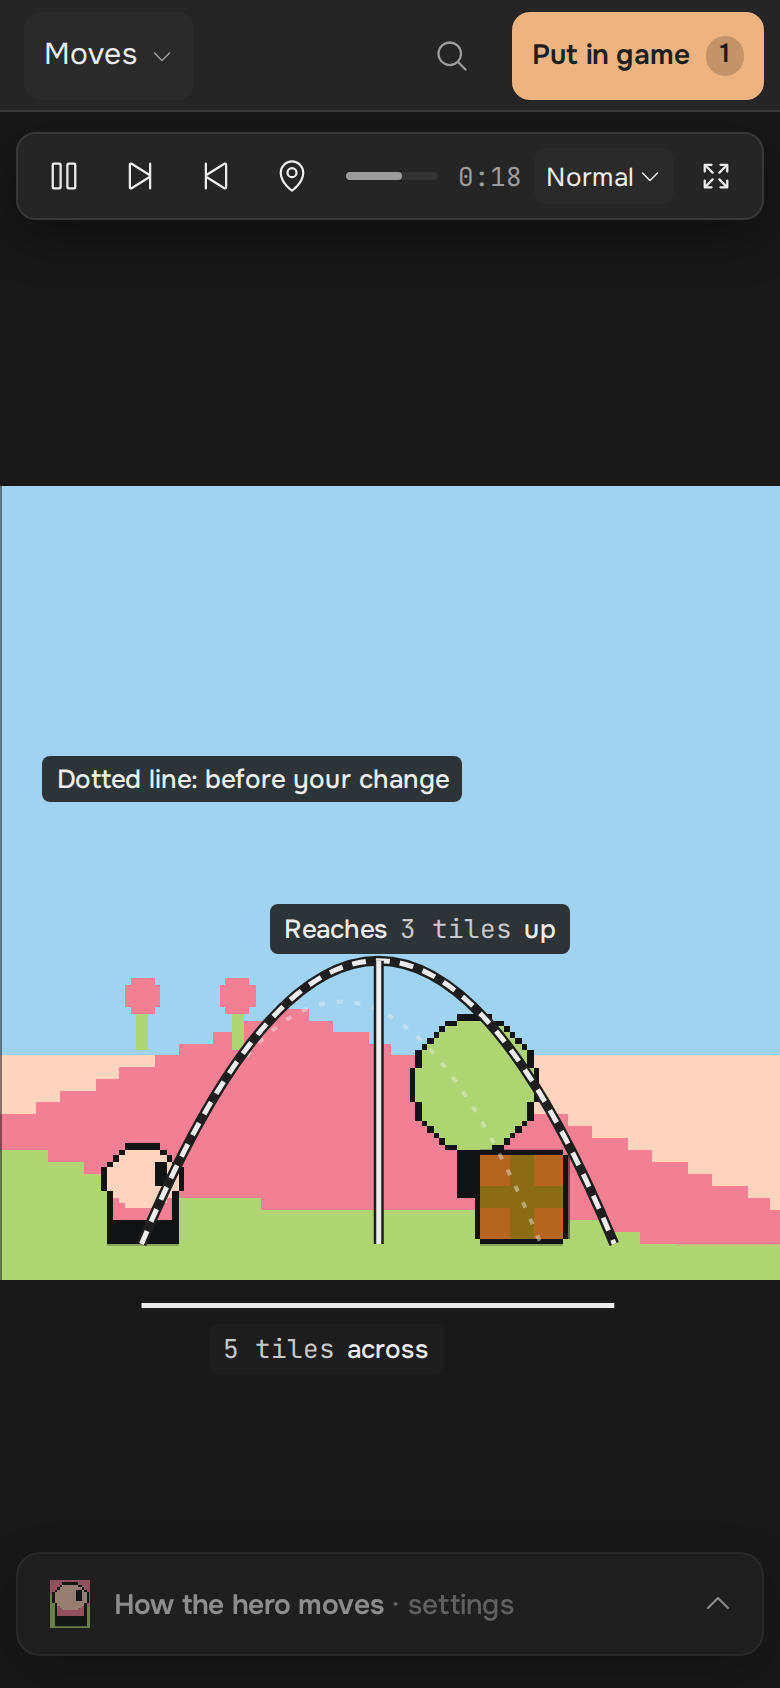 Moves
Put in game 1
0:18 Normal
Dotted line: before your change
Reaches 3 tiles up
5 tiles across
How the hero moves · settings